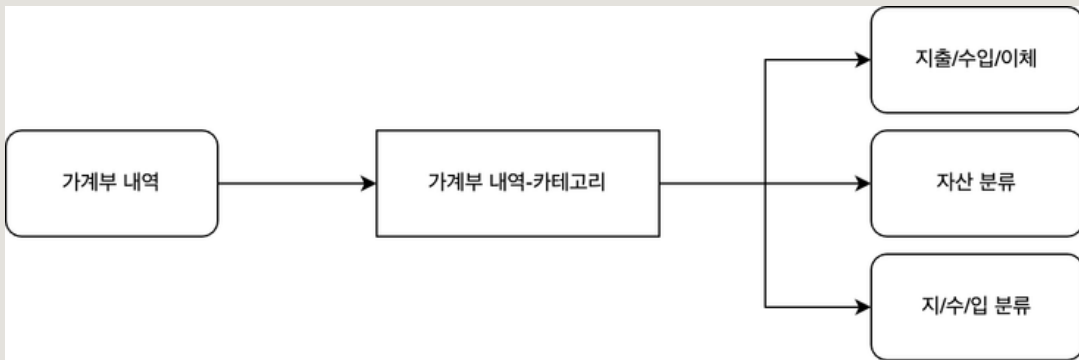 가계부 내역
가계부 내역-카테고리
지출/수입/이체
자산 분류
지/수/입 분류